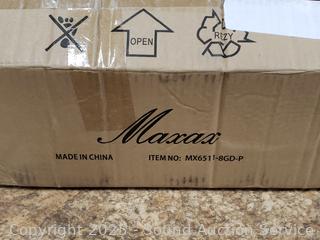 OPEN
Maxax
MADE IN CHINA ITEM NO: MX6511-8GD-P
Copyright 2023 - Sound Auction Service